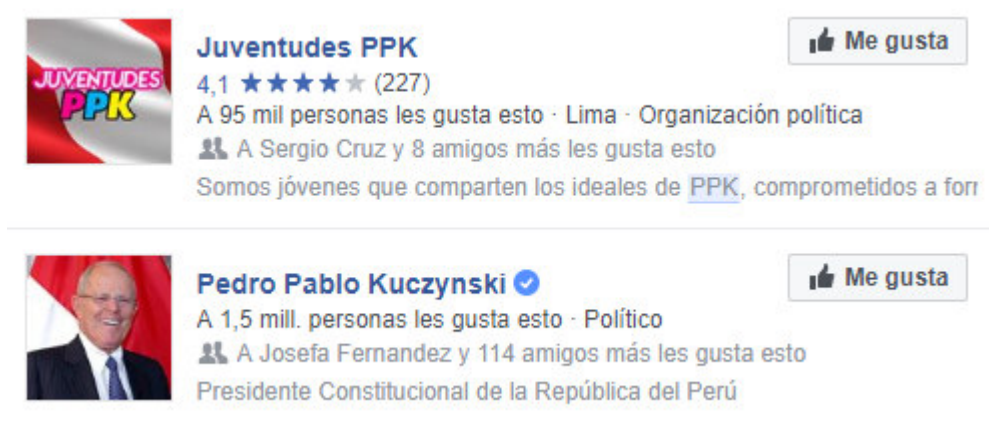 JUVENTUDES
PPK
Juventudes PPK
Me gusta
4,1 ★★★★★ (227)
A 95 mil personas les gusta esto · Lima · Organización política
A Sergio Cruz y 8 amigos más les gusta esto
Somos jóvenes que comparten los ideales de PPK, comprometidos a
Pedro Pablo Kuczynski
Me gusta
A 1,5 mill. personas les gusta esto · Político
A Josefa Fernandez y 114 amigos más les gusta esto
Presidente Constitucional de la República del Perú